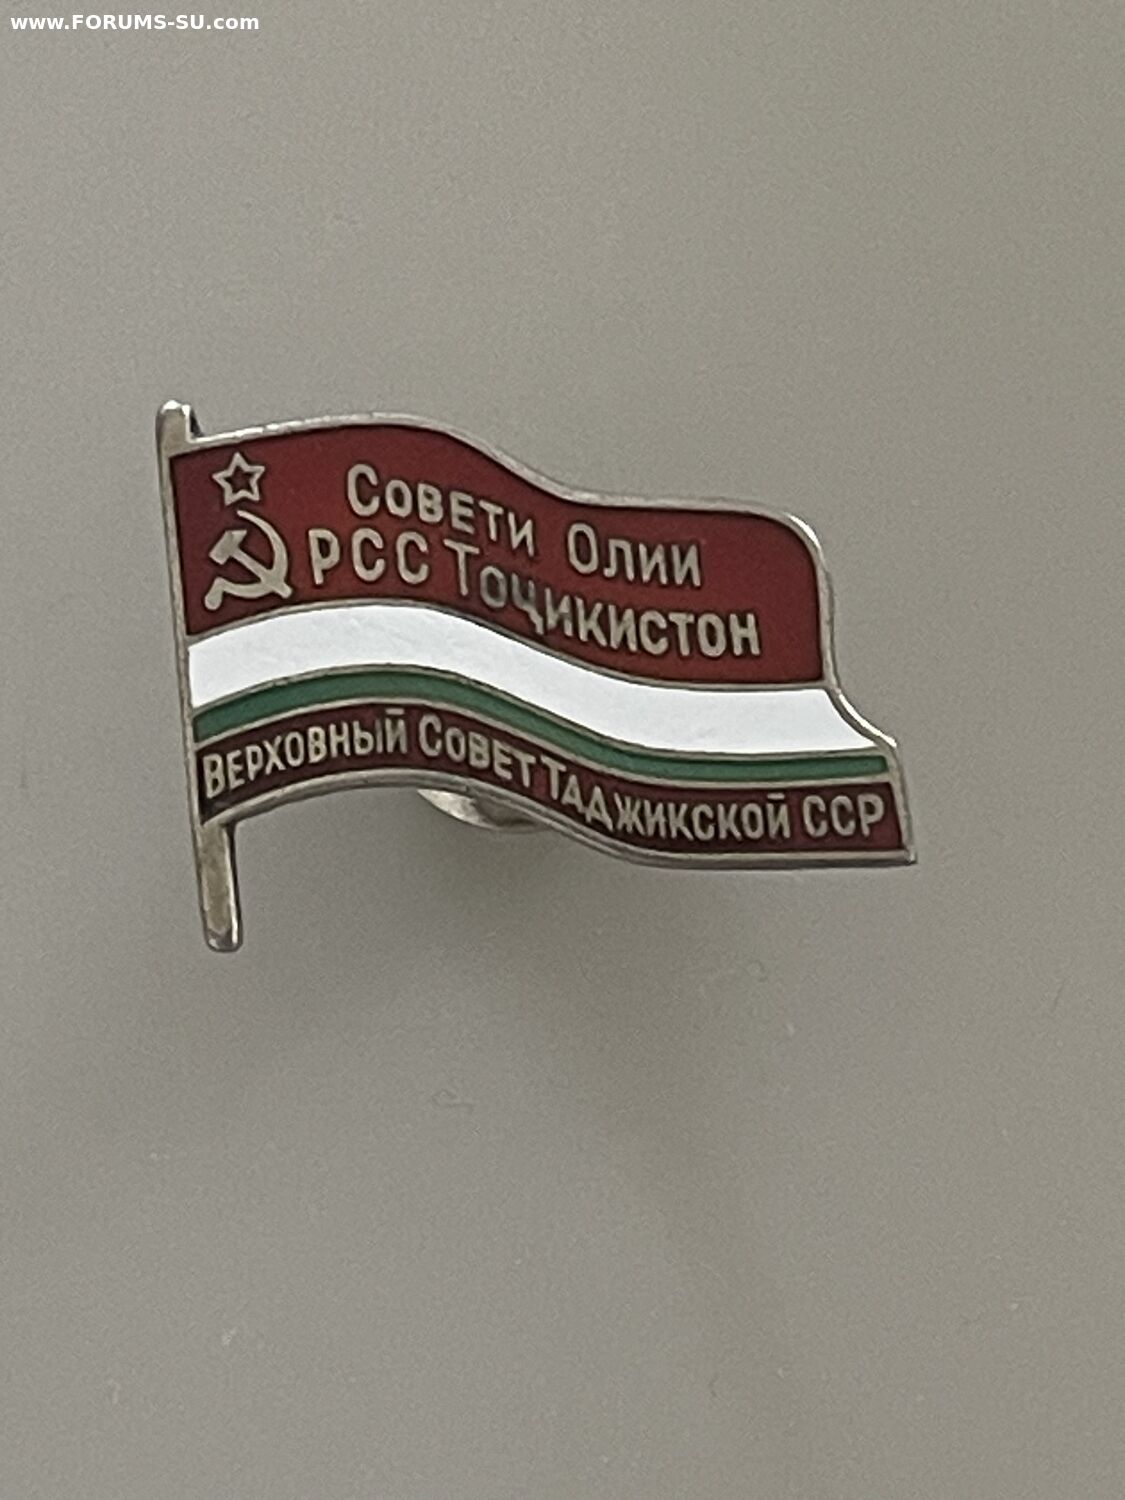 www.FORUMS-SU.com
Совети Олии
РСС Тоҷикистон
Верховный Совет Таджикской ССР